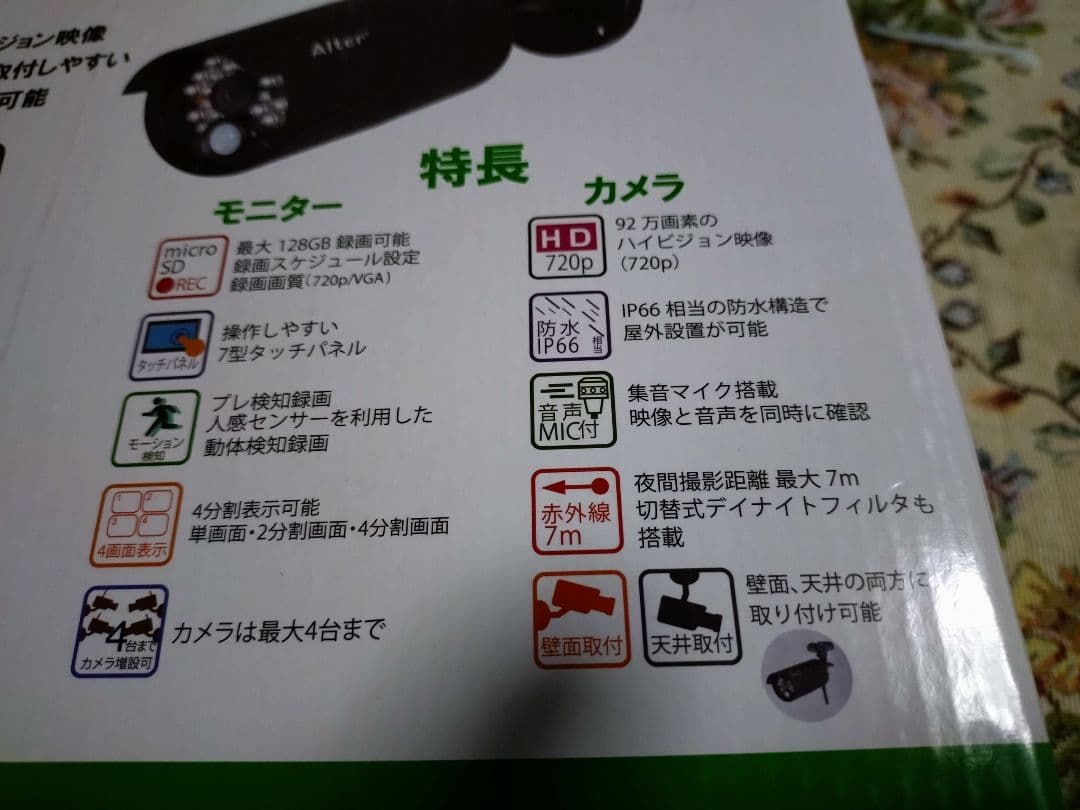 ジョン映像
取付しやすい
可能
Alter
特長
モニター
micro
SD
REC
最大 128GB 録画可能
録画スケジュール設定
録画画質(720p/VGA)
タッチパネル
操作しやすい
7型タッチパネル
モーション
検知
プレ検知録画
人感センサーを利用した
動体検知録画
1 2
3 4
4画面表示
4分割表示可能
単画面・2分割画面・4分割画面
4台まで
カメラ増設可
カメラは最大4台まで
カメラ
HD
720p
92 万画素の
ハイビジョン映像
(720p)
防水
IP66
相当
IP66 相当の防水構造で
屋外設置が可能
音声
MIC付
集音マイク搭載
映像と音声を同時に確認
赤外線
7m
夜間撮影距離 最大 7m
切替式デイナイトフィルタも
搭載
壁面取付
天井取付
壁面、天井の両方に
取り付け可能